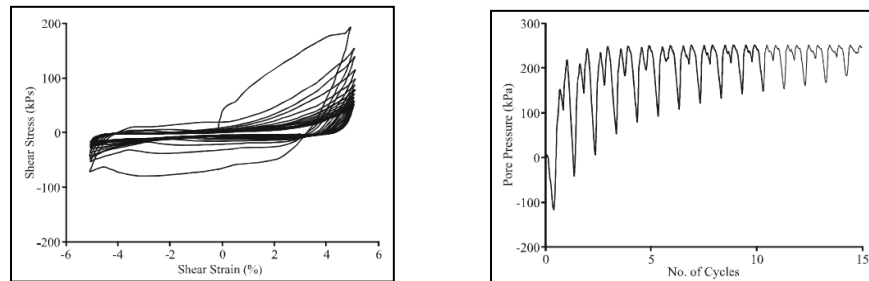 200
100
0
-100
-200
Shear Stress (kPs)
-6 -4 -2 0 2 4 6
Shear Strain (%)
300
200
100
0
-100
-200
Pore Pressure (kPa)
0 5 10 15
No. of Cycles